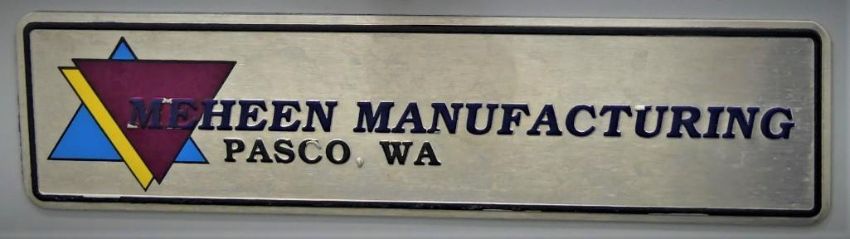 MEHEEN MANUFACTURING
PASCO, WA